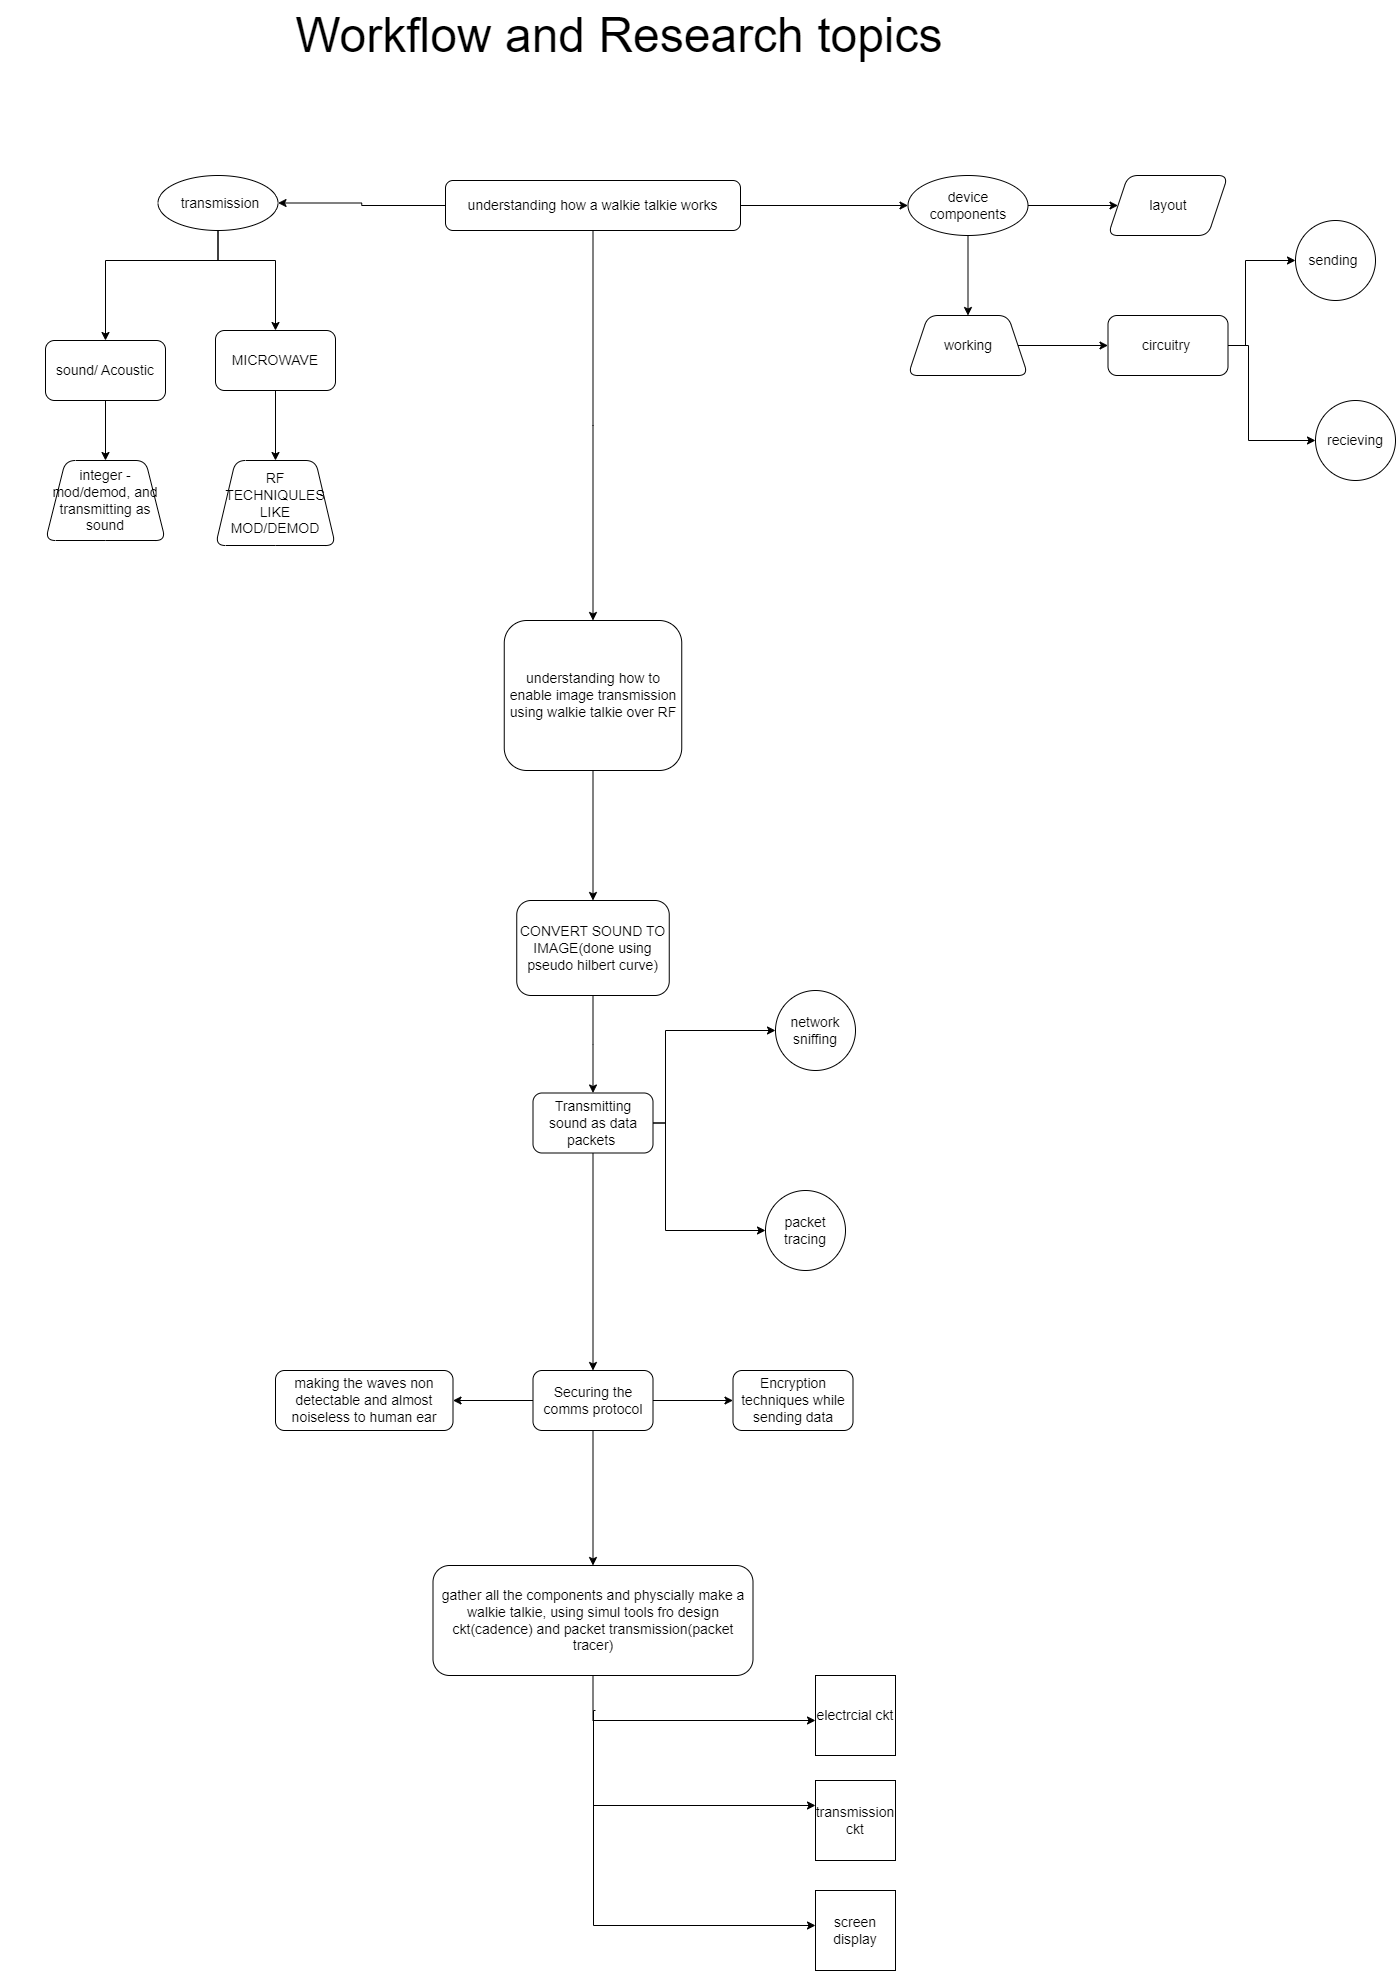 Workflow and Research topics
transmission
understanding how a walkie talkie works
device
components
layout
sending
sound/ Acoustic
MICROWAVE
working
circuitry
recieving
integer -
mod/demod, and
transmitting as
sound
RF
TECHNIQULES
LIKE
MOD/DEMOD
understanding how to
enable image transmission
using walkie talkie over RF
CONVERT SOUND TO
IMAGE(done using
pseudo hilbert curve)
network
sniffing
Transmitting
sound as data
packets
packet
tracing
making the waves non
detectable and almost
noiseless to human ear
Securing the
comms protocol
Encryption
techniques while
sending data
gather all the components and physcially make a
walkie talkie, using simul tools fro design
ckt(cadence) and packet transmission(packet
tracer)
electrcial ckt
transmission
ckt
screen
display